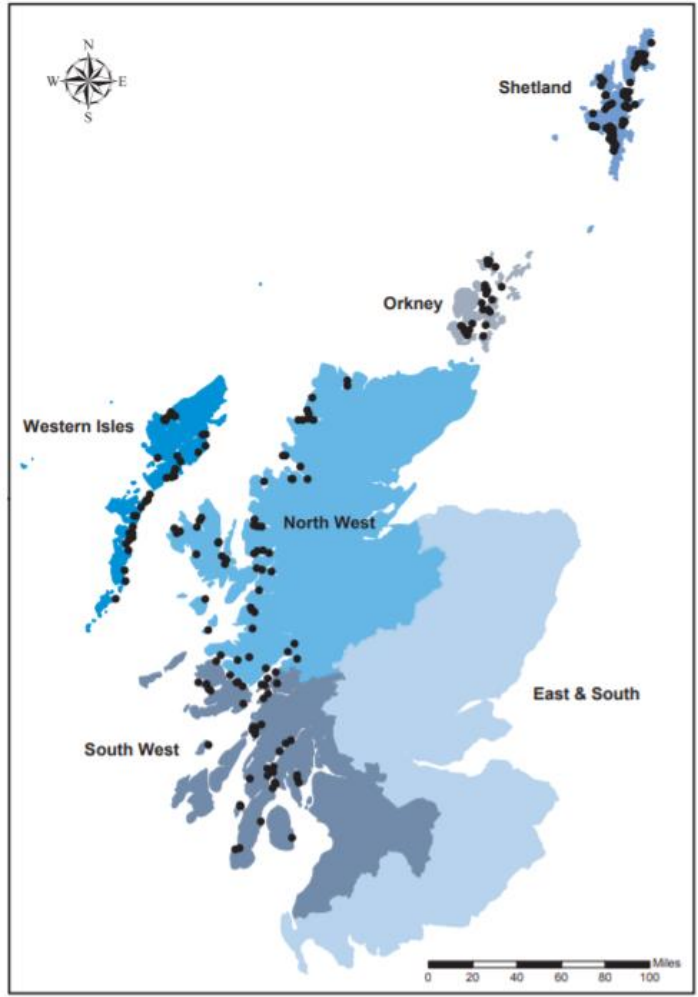 N
W E
S
Shetland
Orkney
Western Isles
North West
East & South
South West
Miles
0 20 40 60 80 100